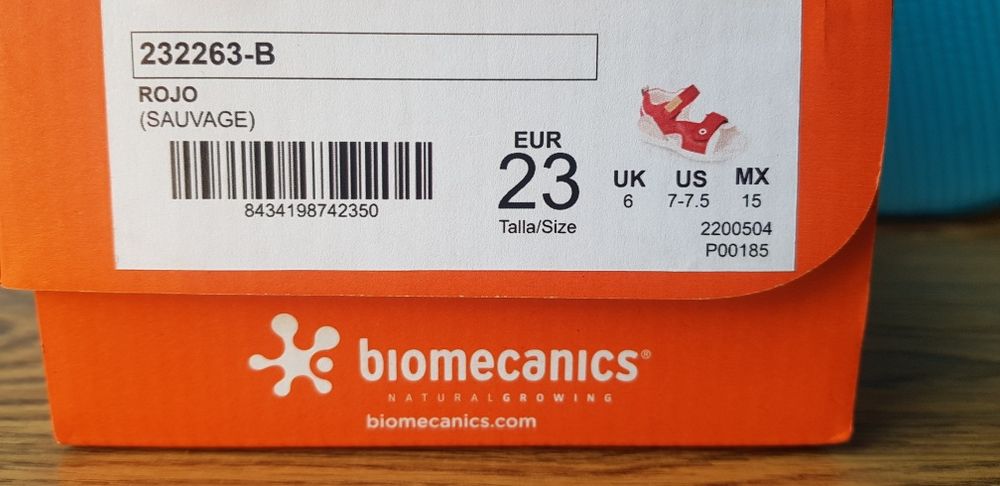 232263-B
ROJO
(SAUVAGE)
8434198742350
EUR
23
Talla/Size
UK US MX
6 7-7.5 15
2200504
P00185
biomecanics®
NATURALGROWING
biomecanics.com